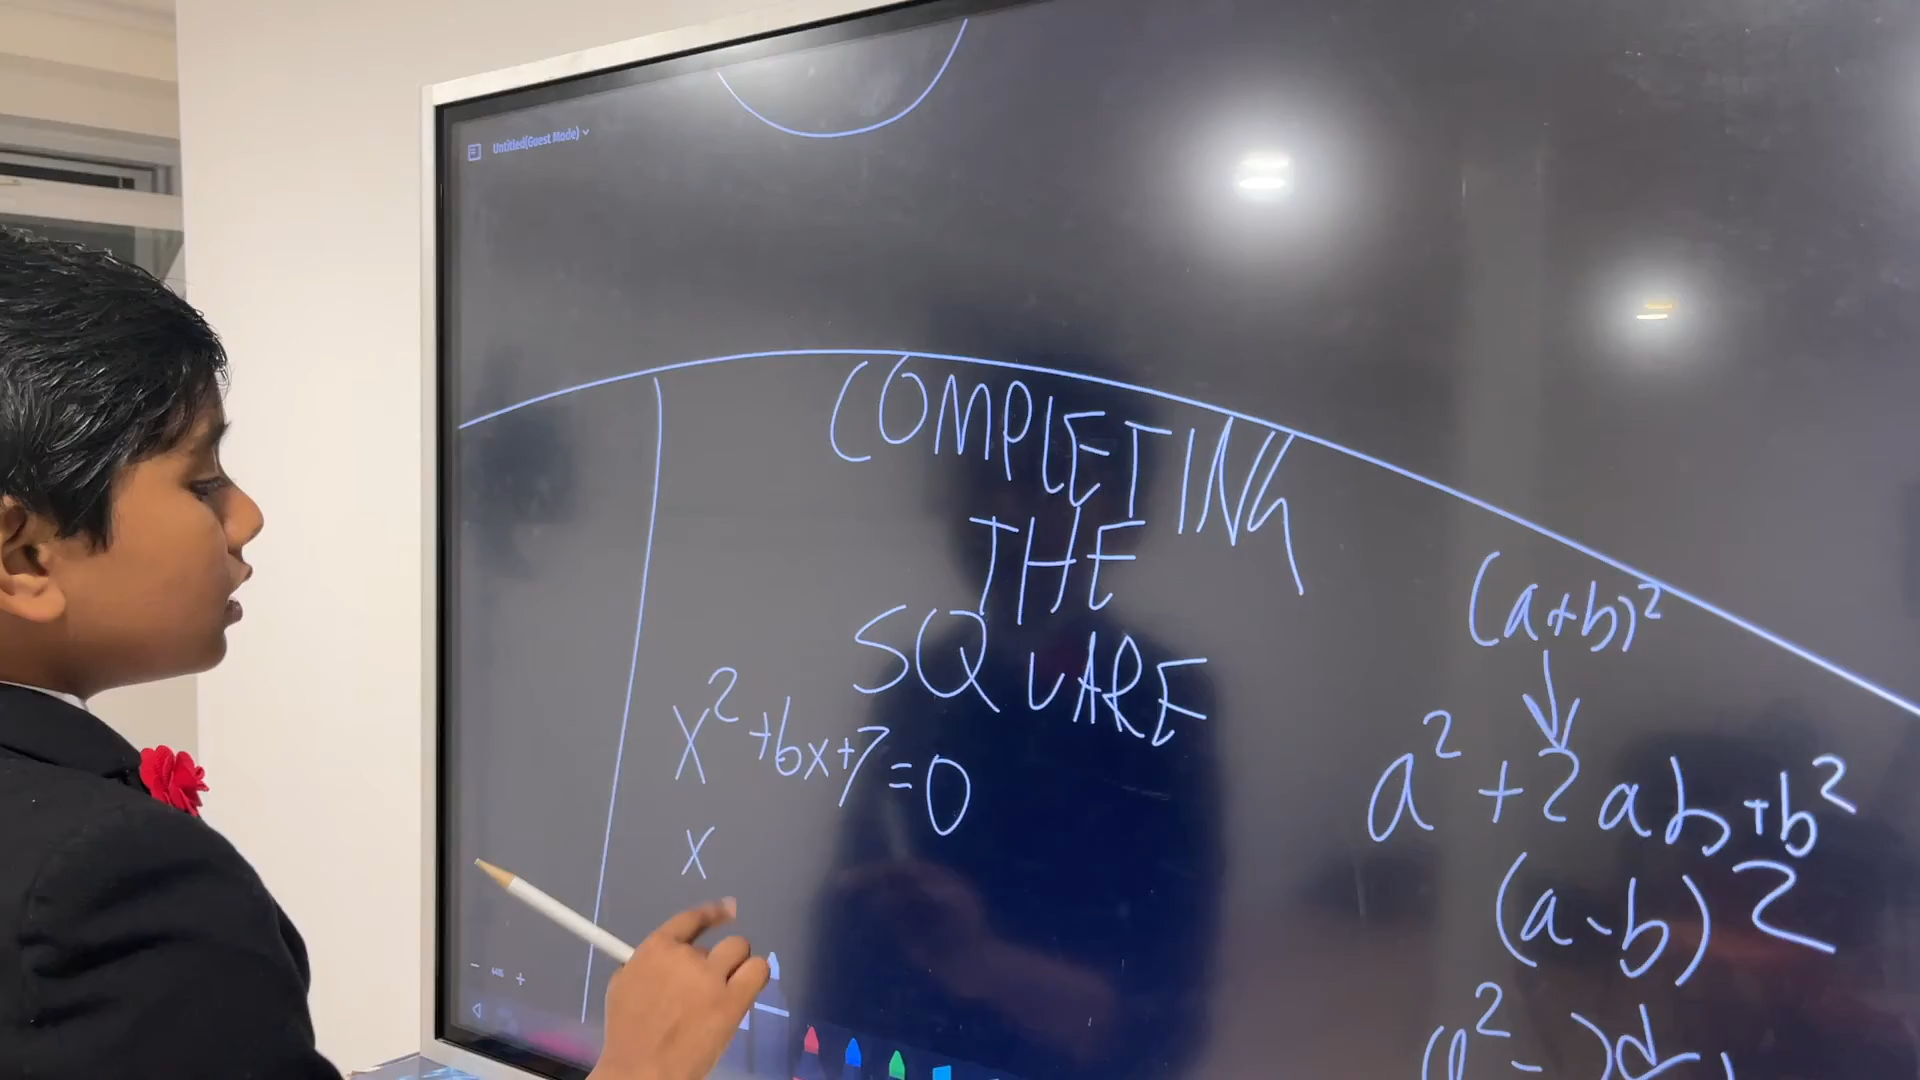 Untitled(Guest Mode)
COMPLETING
THE
SQUARE
x²+6x+7=0
x
(a+b)²
a²+2ab+b²
(a-b)²